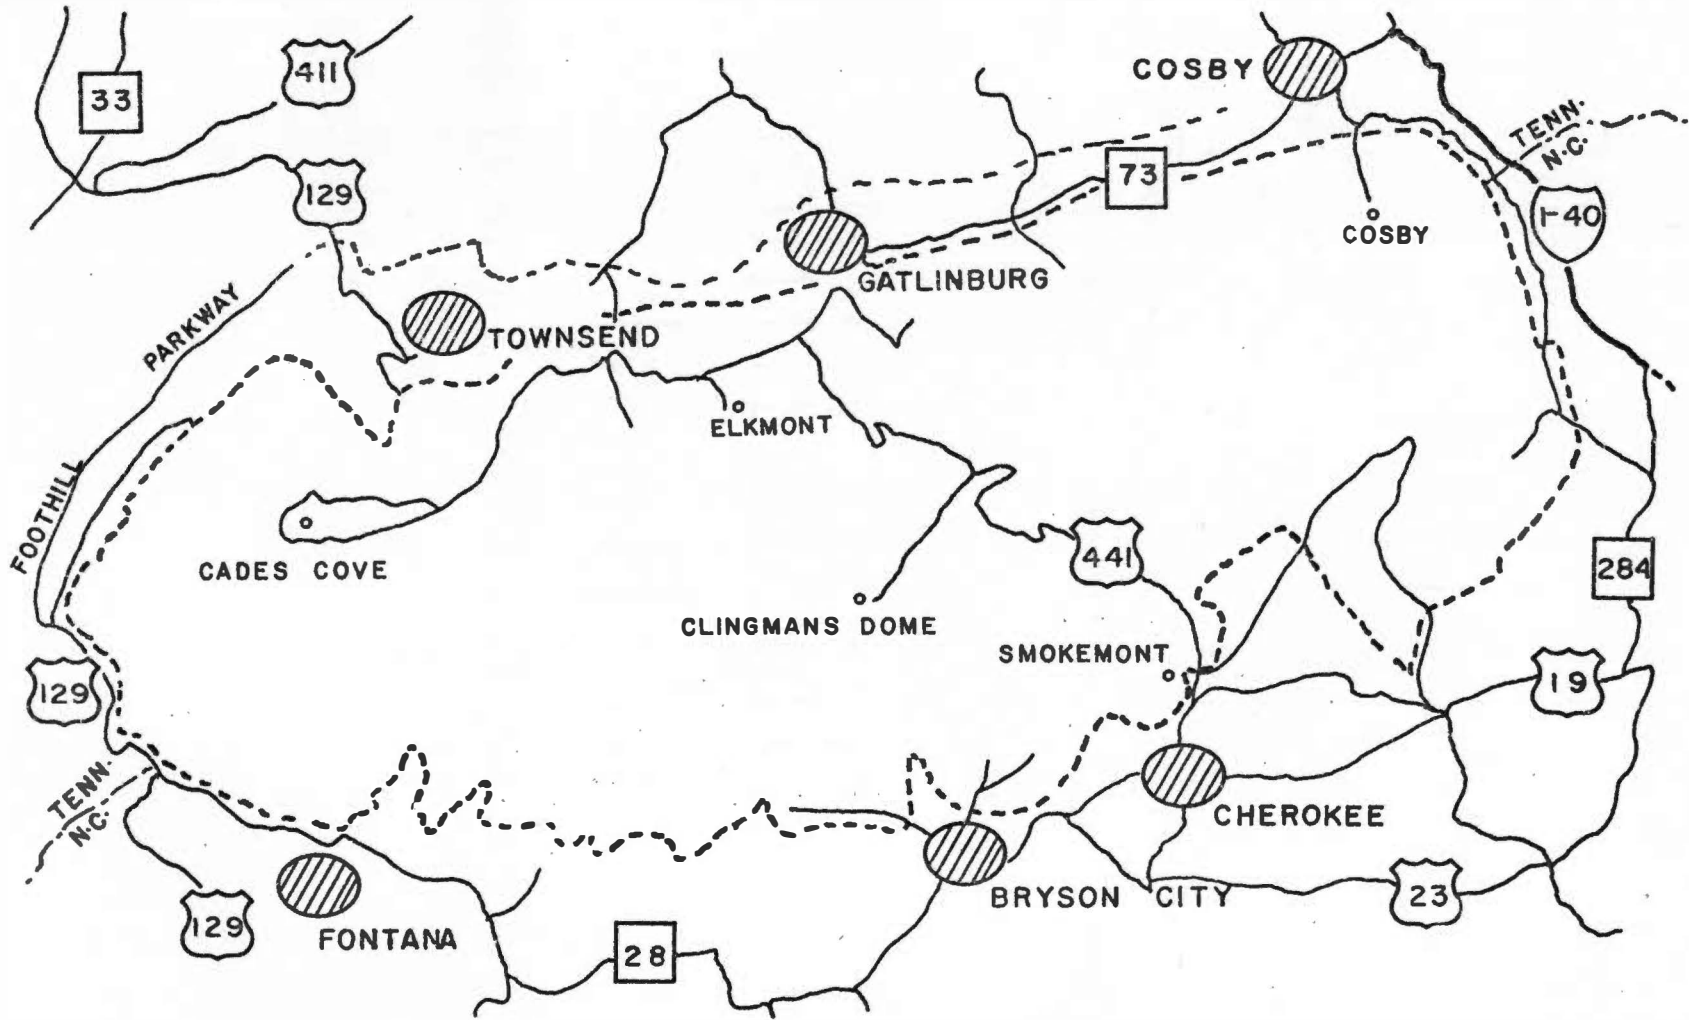 411
33
COSBY
TENN.
N.C.
73
129
I-40
COSBY
GATLINBURG
PARKWAY
TOWNSEND
ELKMONT
FOOTHILL
441
284
CADES COVE
CLINGMANS DOME
SMOKEMONT
129
19
TENN.
N.C.
CHEROKEE
BRYSON CITY
23
129
FONTANA
28